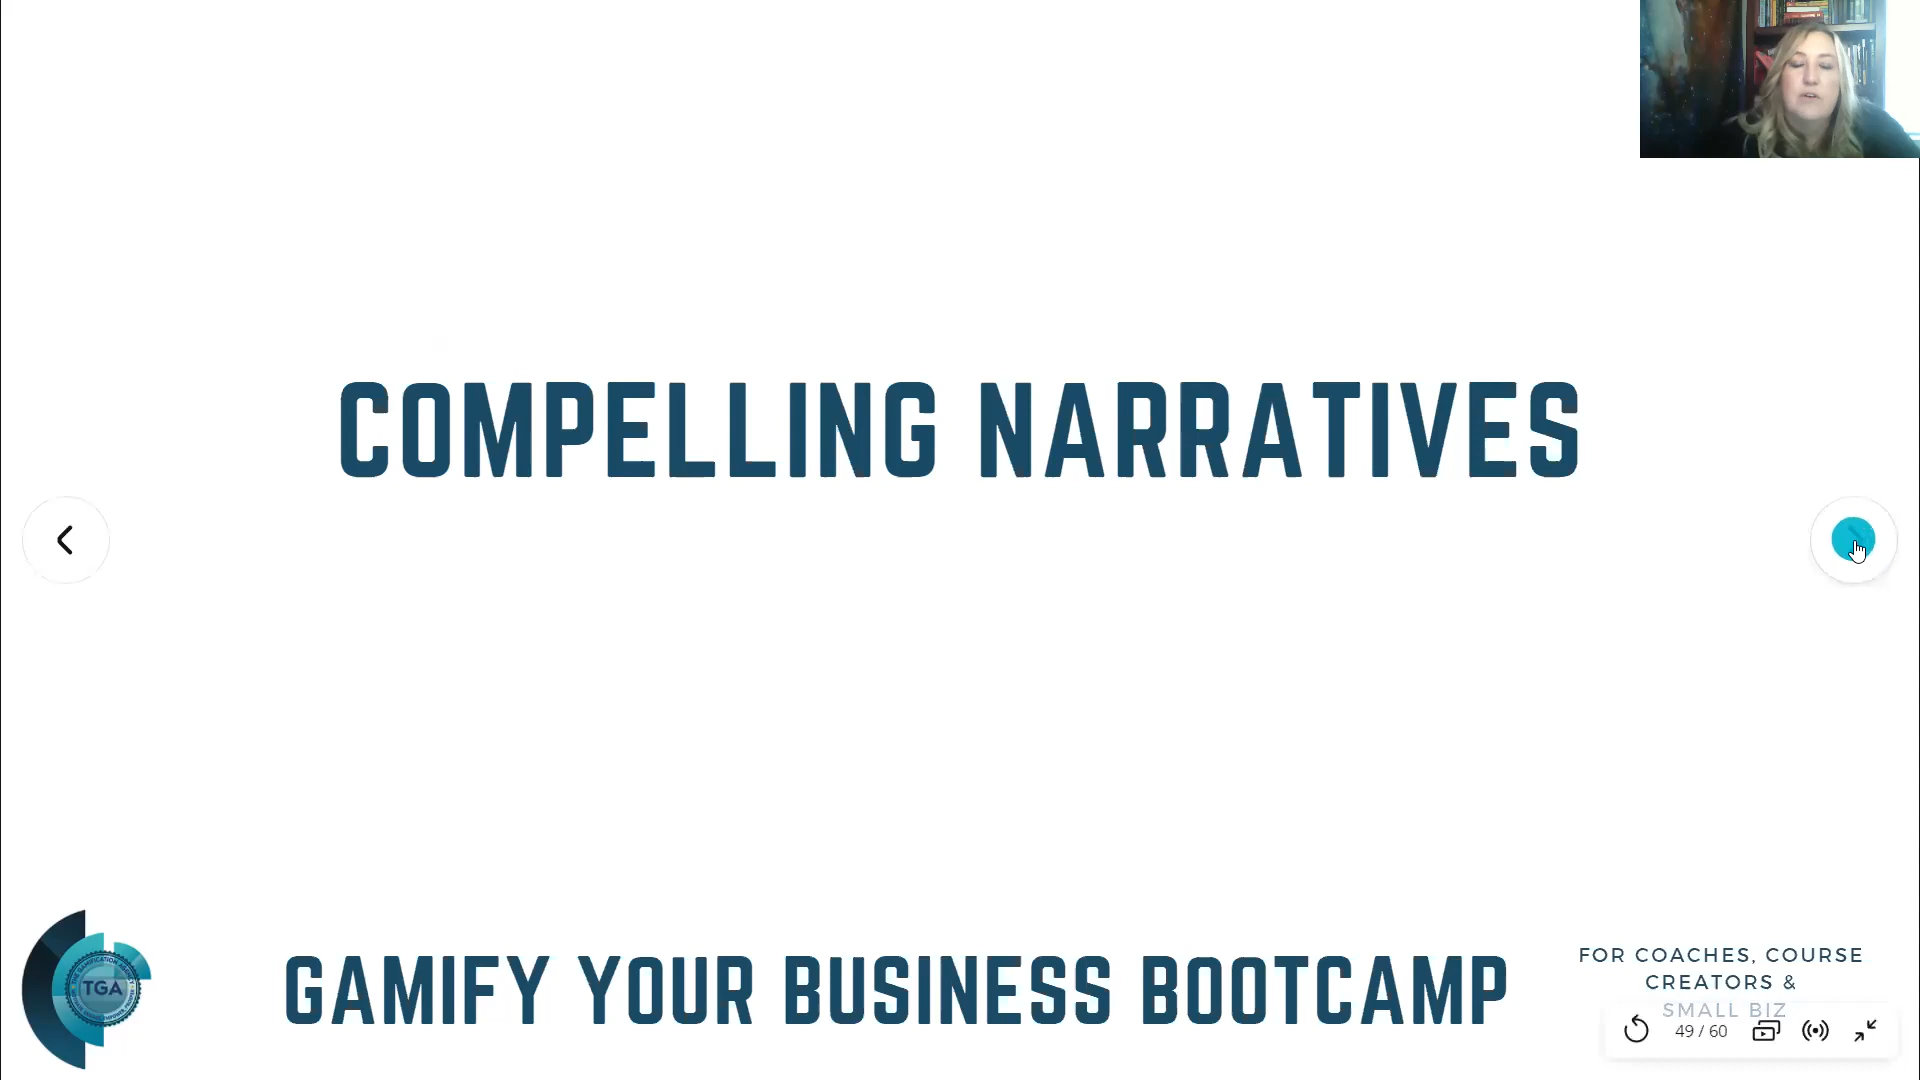 COMPELLING NARRATIVES
TGA
GAMIFY YOUR BUSINESS BOOTCAMP
FOR COACHES, COURSE
CREATORS &
SMALL BIZ
49 / 60